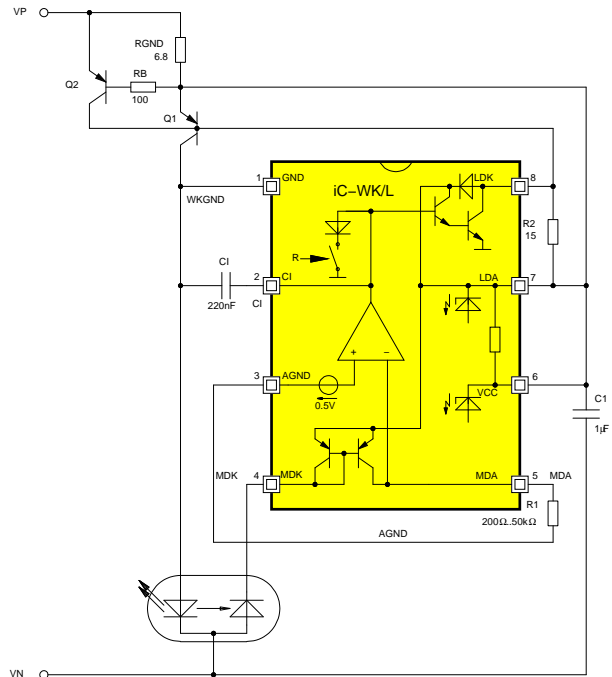 VP
RGND
6.8
RB
100
Q2
Q1
1
GND
iC–WK/L
LDK
8
WKGND
R2
15
R
CI
2
CI
LDA
7
220nF
CI
3
AGND
0.5V
VCC
6
C1
1µF
MDK
4
MDK
MDA
5
MDA
R1
200Ω..50kΩ
AGND
VN